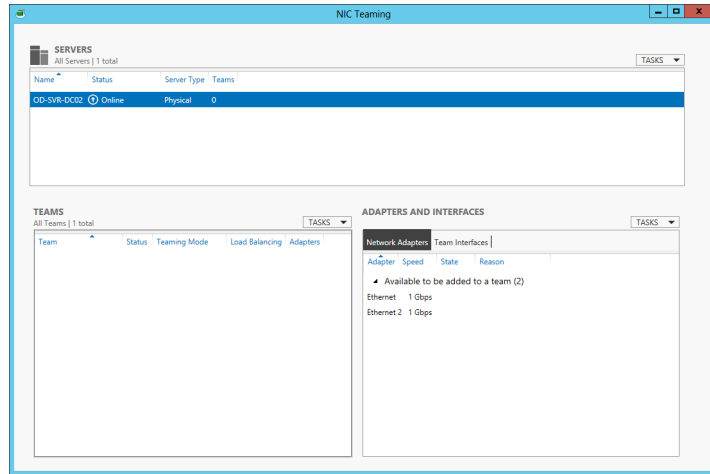 NIC Teaming
SERVERS
All Servers | 1 total
TASKS
Name Status Server Type Teams
OD-SVR-DC02 Online Physical 0
TEAMS
All Teams | 1 total
TASKS
Team Status Teaming Mode Load Balancing Adapters
ADAPTERS AND INTERFACES
TASKS
Network Adapters Team Interfaces
Adapter Speed State Reason
Available to be added to a team (2)
Ethernet 1 Gbps
Ethernet 2 1 Gbps